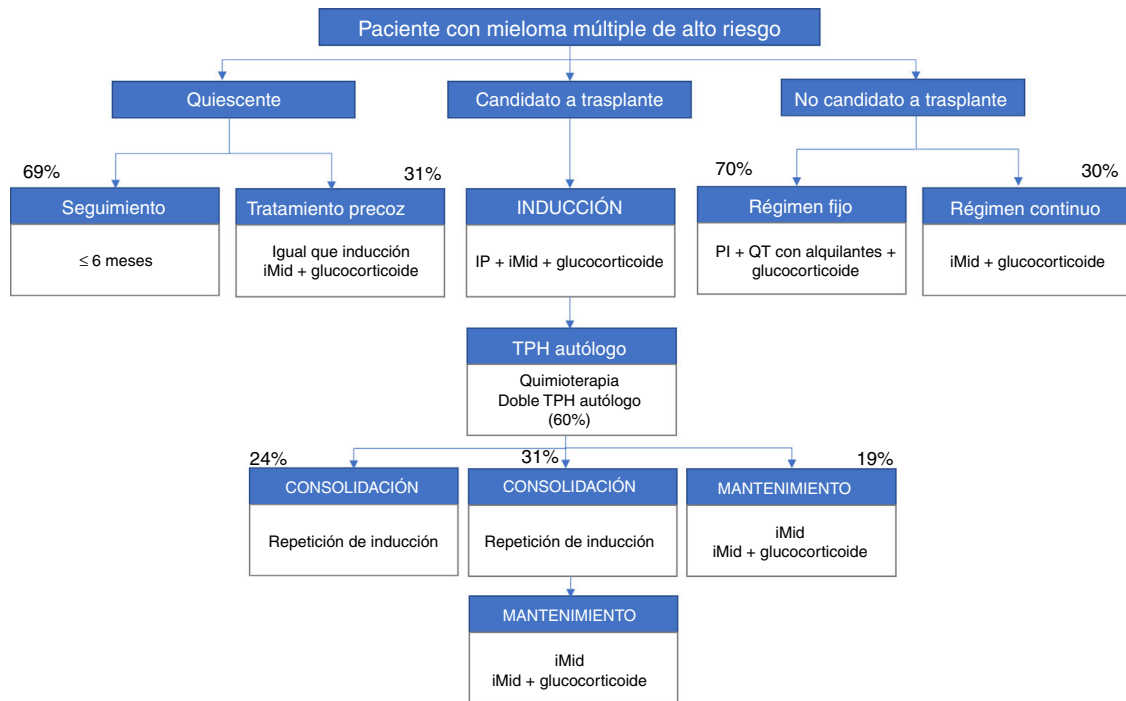 Paciente con mieloma múltiple de alto riesgo
Quiescente
Candidato a trasplante
No candidato a trasplante
69%
31%
70%
30%
Seguimiento
Tratamiento precoz
INDUCCIÓN
Régimen fijo
Régimen continuo
≤ 6 meses
Igual que inducción
iMid + glucocorticoide
IP + iMid + glucocorticoide
PI + QT con alquilantes +
glucocorticoide
iMid + glucocorticoide
TPH autólogo
Quimioterapia
Doble TPH autólogo
(60%)
24%
31%
19%
CONSOLIDACIÓN
CONSOLIDACIÓN
MANTENIMIENTO
Repetición de inducción
Repetición de inducción
iMid
iMid + glucocorticoide
MANTENIMIENTO
iMid
iMid + glucocorticoide